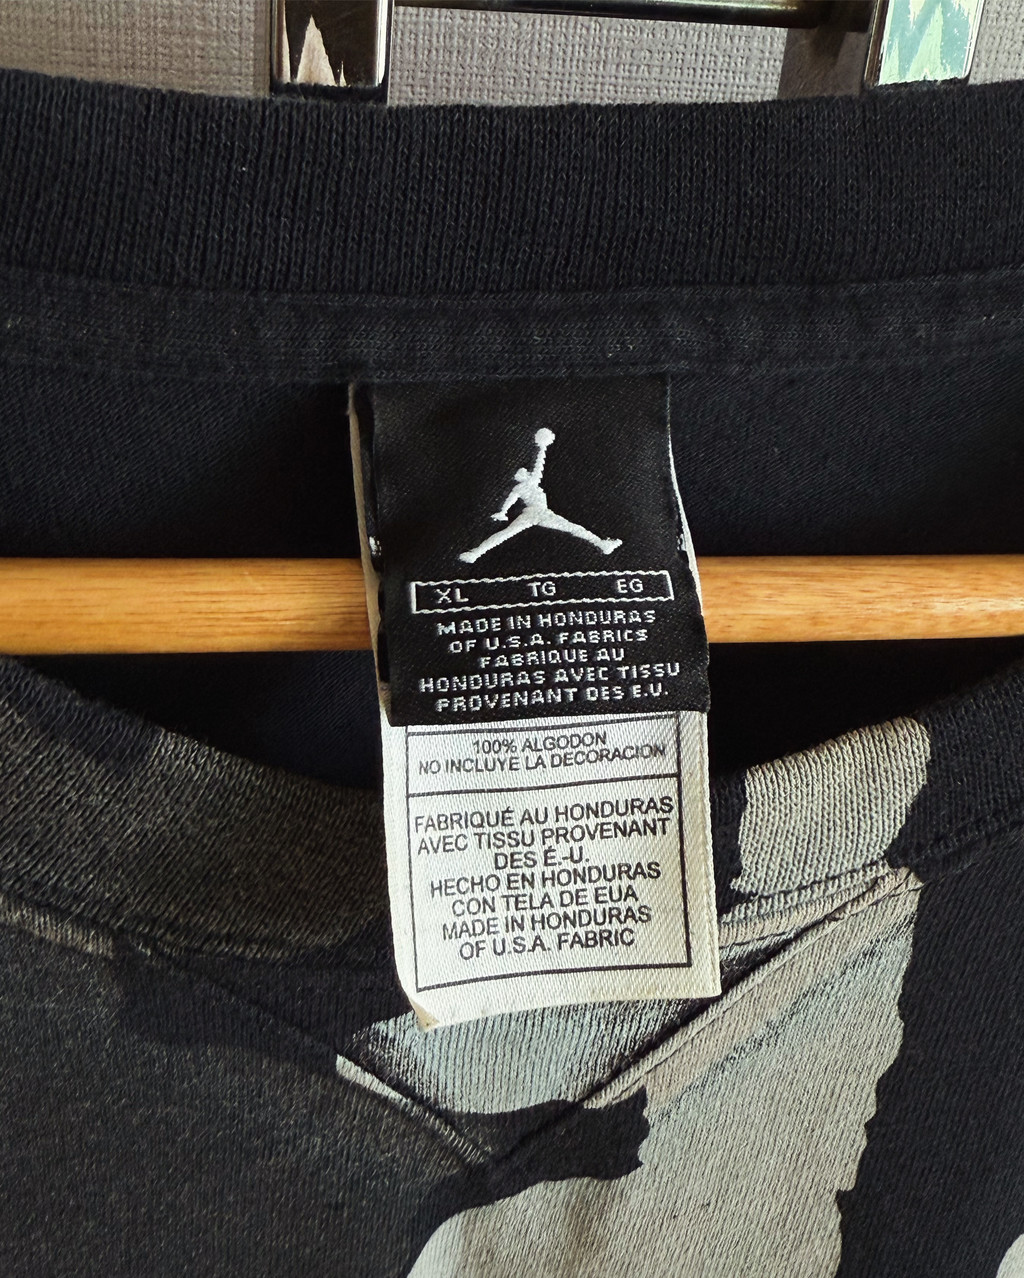 XL TG EG
MADE IN HONDURAS
OF U.S.A. FABRICS
FABRIQUE AU
HONDURAS AVEC TISSU
PROVENANT DES E.U.
100% ALGODON
NO INCLUYE LA DECORACION
FABRIQUÉ AU HONDURAS
AVEC TISSU PROVENANT
DES É.-U.
HECHO EN HONDURAS
CON TELA DE EUA
MADE IN HONDURAS
OF U.S.A. FABRIC